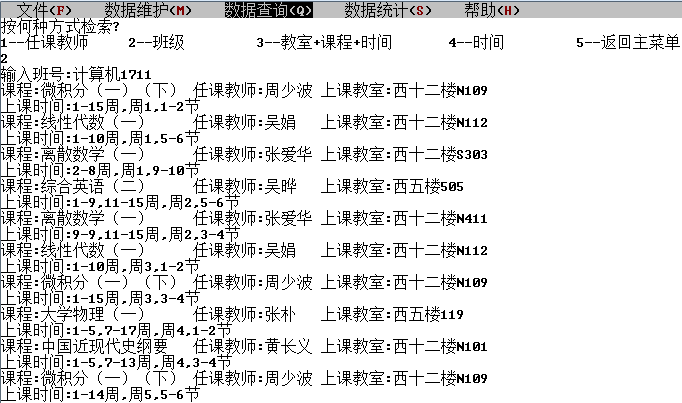 文件(F) 数据维护(M) 数据查询(Q) 数据统计(S) 帮助(H)
按何种方式检索?
1--任课教师 2--班级 3--教室+课程+时间 4--时间 5--返回主菜单
2
输入班号:计算机1711
课程:微积分（一）（下） 任课教师:周少波 上课教室:西十二楼N109
上课时间:1-15周,周1,1-2节
课程:线性代数（一） 任课教师:吴娟 上课教室:西十二楼N112
上课时间:1-10周,周1,5-6节
课程:离散数学（一） 任课教师:张爱华 上课教室:西十二楼S303
上课时间:2-8周,周1,9-10节
课程:综合英语（二） 任课教师:吴晔 上课教室:西五楼505
上课时间:1-9,11-15周,周2,5-6节
课程:离散数学（一） 任课教师:张爱华 上课教室:西十二楼N411
上课时间:9-9,11-15周,周2,3-4节
课程:线性代数（一） 任课教师:吴娟 上课教室:西十二楼N112
上课时间:1-10周,周3,1-2节
课程:微积分（一）（下） 任课教师:周少波 上课教室:西十二楼N109
上课时间:1-15周,周3,3-4节
课程:大学物理（一） 任课教师:张朴 上课教室:西五楼119
上课时间:1-5,7-17周,周4,1-2节
课程:中国近现代史纲要 任课教师:黄长义 上课教室:西十二楼N101
上课时间:1-5,7-13周,周4,3-4节
课程:微积分（一）（下） 任课教师:周少波 上课教室:西十二楼N109
上课时间:1-14周,周5,5-6节